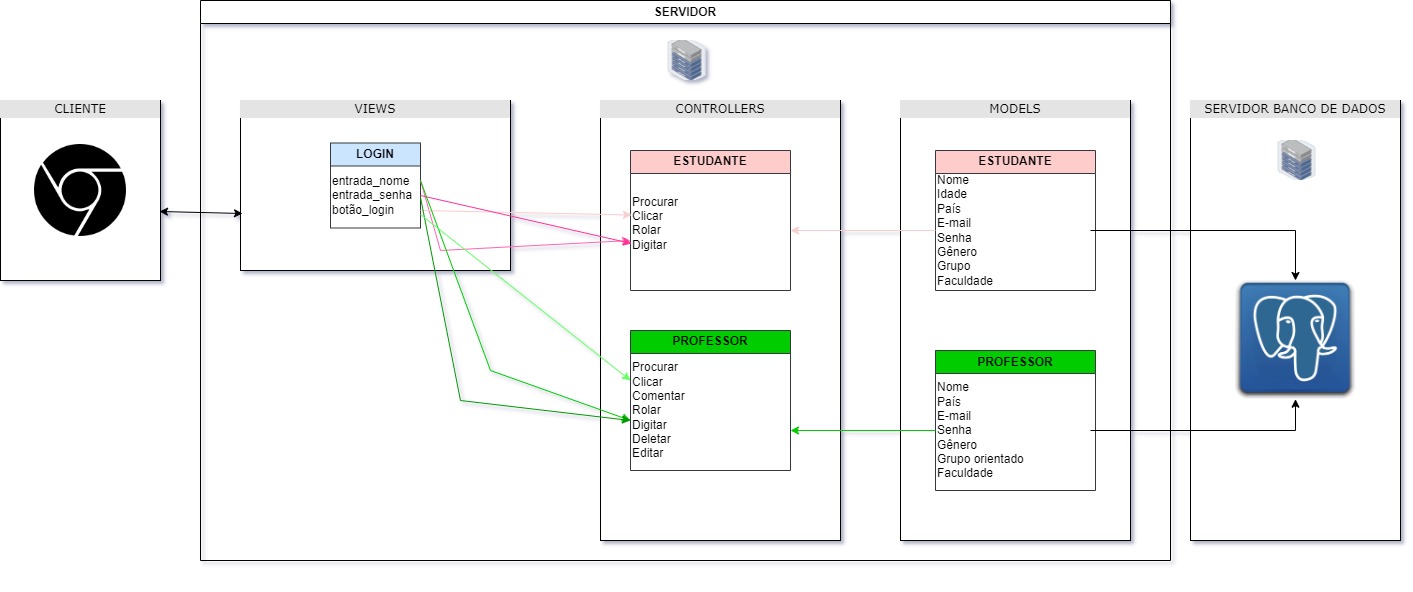 SERVIDOR
CLIENTE
VIEWS
LOGIN
entrada_nome
entrada_senha
botão_login
CONTROLLERS
ESTUDANTE
Procurar
Clicar
Rolar
Digitar
PROFESSOR
Procurar
Clicar
Comentar
Rolar
Digitar
Deletar
Editar
MODELS
ESTUDANTE
Nome
Idade
País
E-mail
Senha
Gênero
Grupo
Faculdade
PROFESSOR
Nome
País
E-mail
Senha
Gênero
Grupo orientado
Faculdade
SERVIDOR BANCO DE DADOS